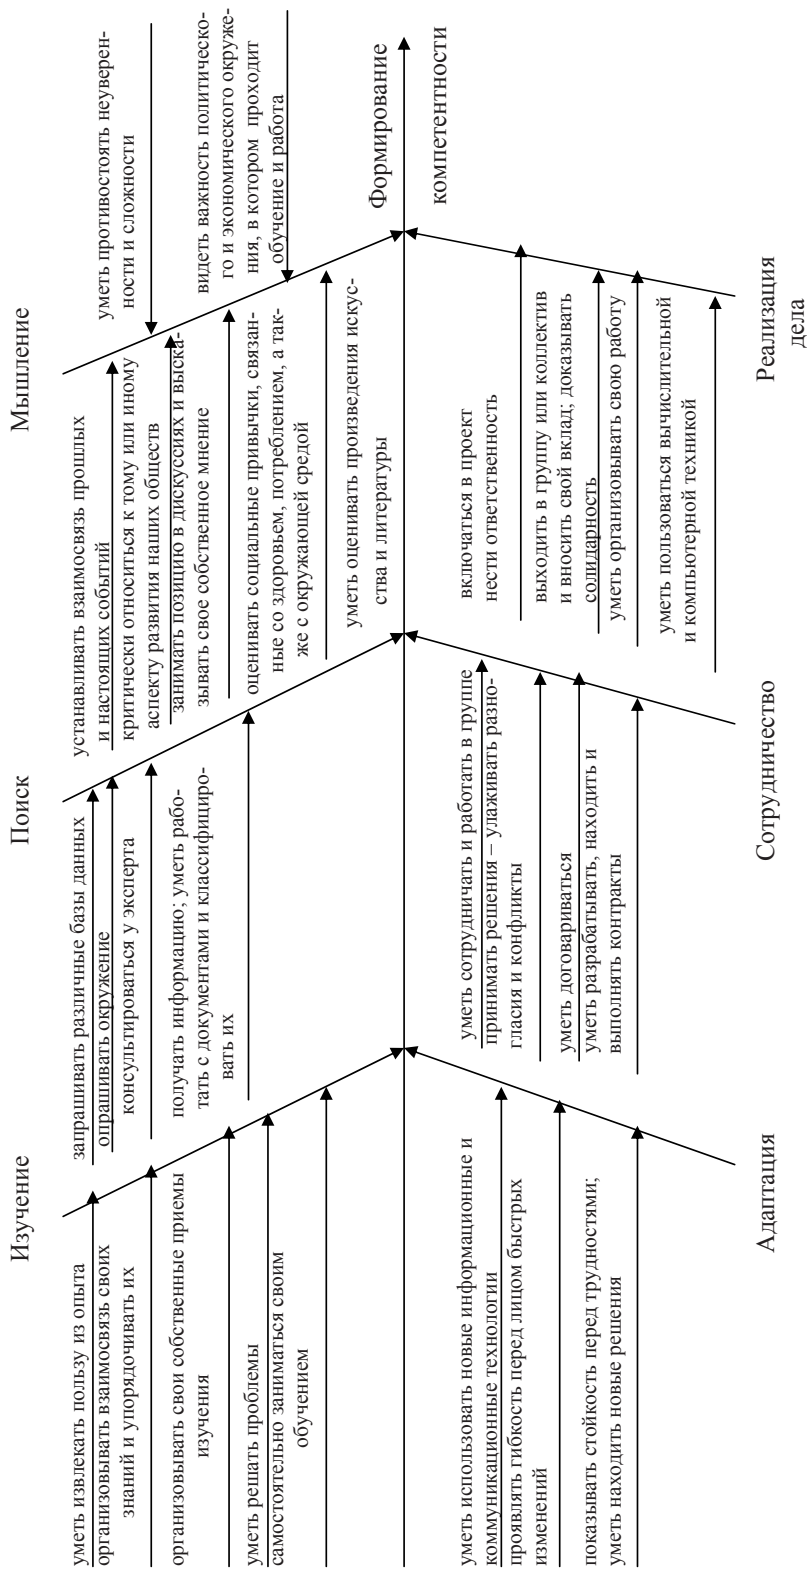 Изучение
уметь извлекать пользу из опыта
организовывать взаимосвязь своих
знаний и упорядочивать их
организовывать свои собственные приемы
изучения
уметь решать проблемы
самостоятельно заниматься своим
обучением
Поиск
запрашивать различные базы данных
опрашивать окружение
консультироваться у эксперта
получать информацию; уметь рабо-
тать с документами и классифициро-
вать их
Мышление
устанавливать взаимосвязь прошлых
и настоящих событий
критически относиться к тому или иному
аспекту развития наших обществ
занимать позицию в дискуссиях и выска-
зывать свое собственное мнение
оценивать социальные привычки, связан-
ные со здоровьем, потреблением, а так-
же с окружающей средой
уметь оценивать произведения искус-
ства и литературы
уметь противостоять неуверен-
ности и сложности
видеть важность политическо-
го и экономического окруже-
ния, в котором проходит
обучение и работа
Формирование
компетентности
уметь использовать новые информационные и
коммуникационные технологии
проявлять гибкость перед лицом быстрых
изменений
показывать стойкость перед трудностями;
уметь находить новые решения
Адаптация
уметь сотрудничать и работать в группе
принимать решения – улаживать разно-
гласия и конфликты
уметь договариваться
уметь разрабатывать, находить и
выполнять контракты
Сотрудничество
включаться в проект
нести ответственность
выходить в группу или коллектив
и вносить свой вклад; доказывать
солидарность
уметь организовывать свою работу
уметь пользоваться вычислительной
и компьютерной техникой
Реализация
дела